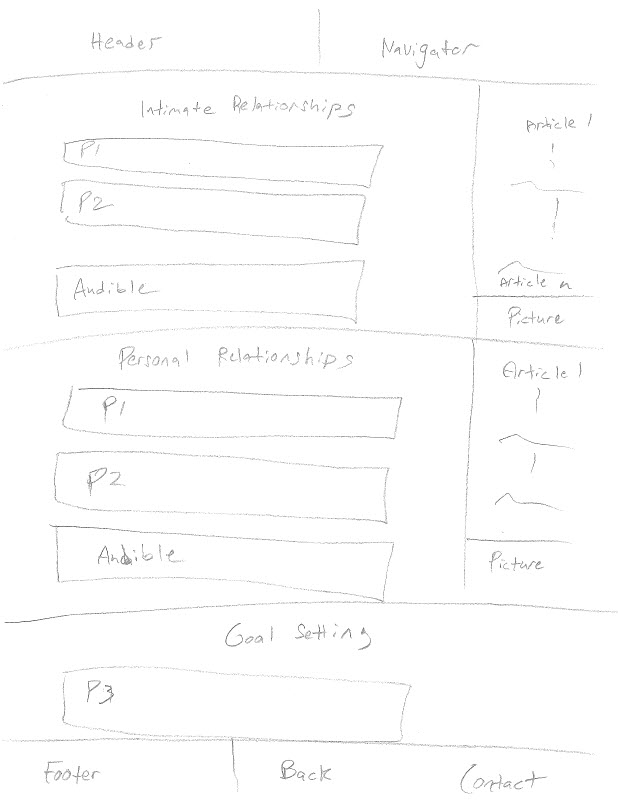 Header
Navigator
Intimate Relationships
P1
P2
Audible
Article 1
Article n
Picture
Personal Relationships
P1
P2
Audible
Article 1
Picture
Goal Setting
P3
Footer
Back
Contact